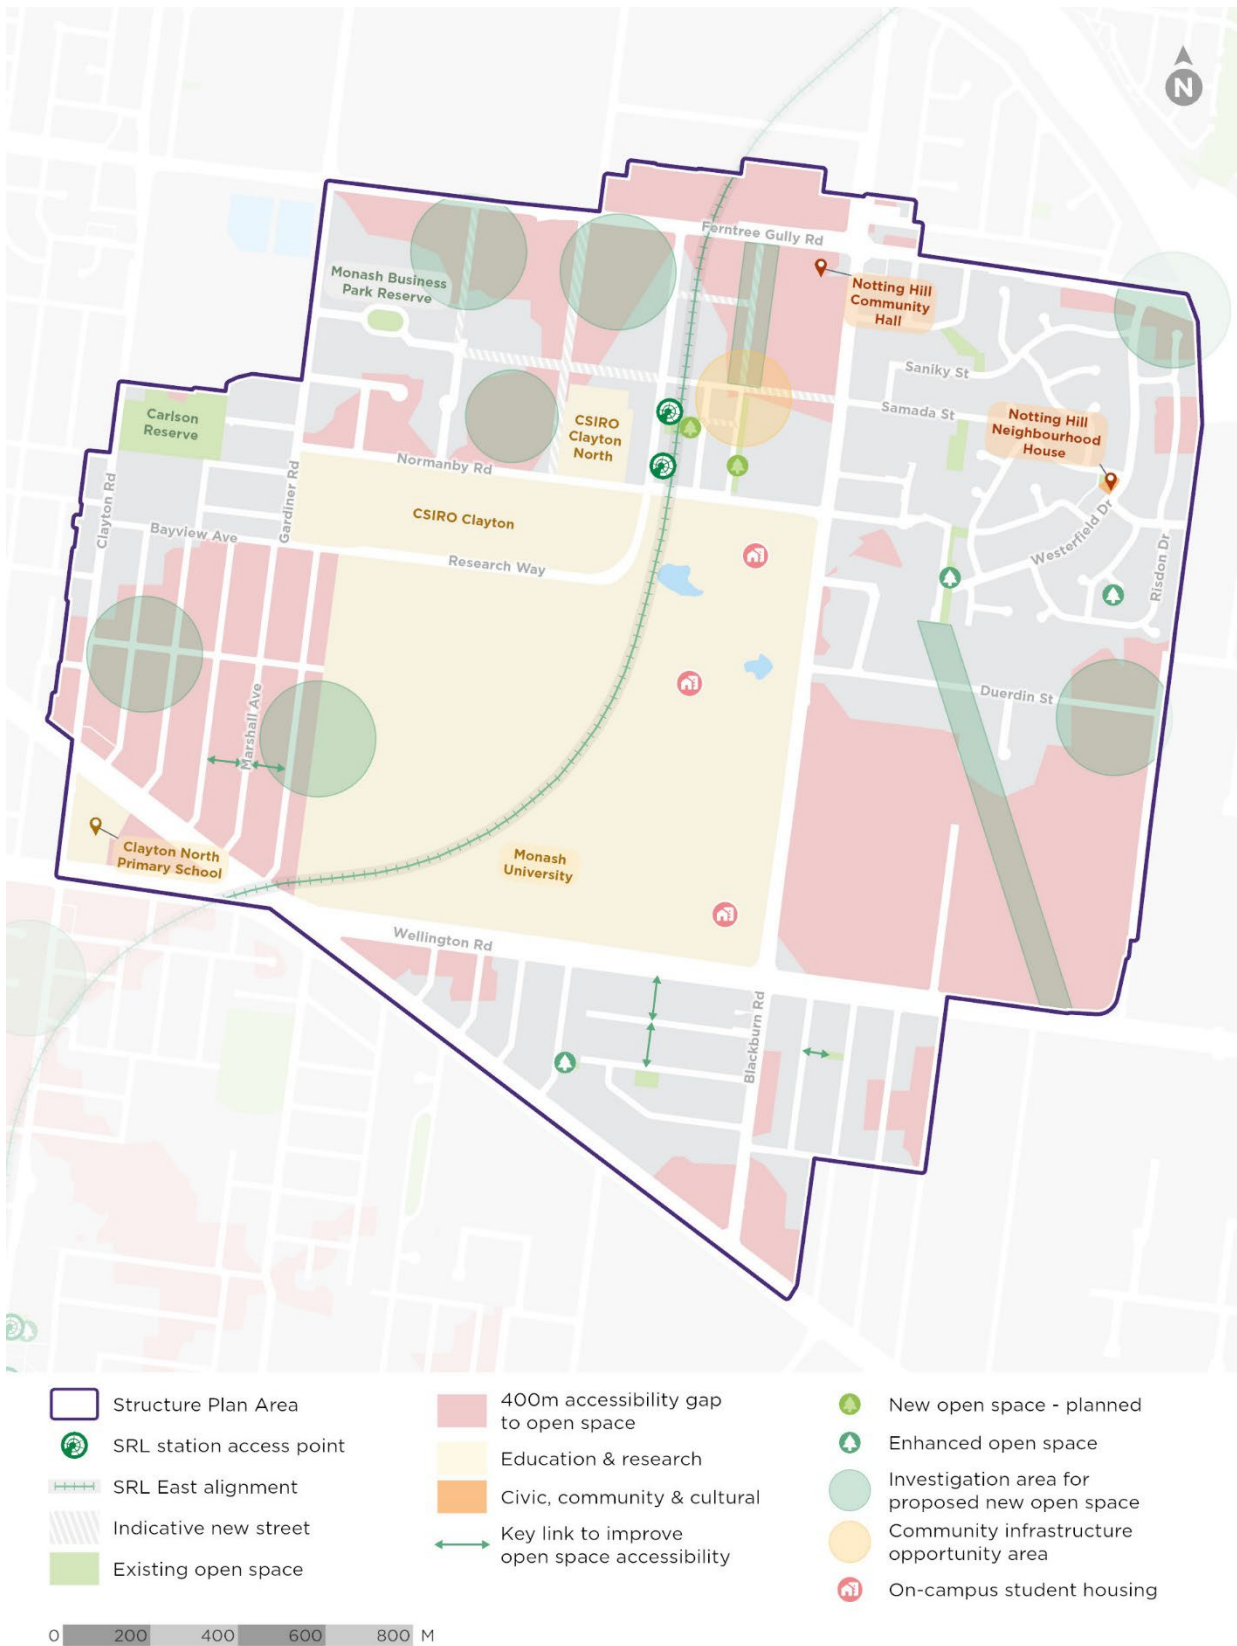 N
Ferntree Gully Rd
Monash Business
Park Reserve
Notting Hill
Community
Hall
Saniky St
Carlson
Reserve
CSIRO
Clayton
North
Samada St
Notting Hill
Neighbourhood
House
Normanby Rd
Clayton Rd
Gardiner Rd
CSIRO Clayton
Bayview Ave
Research Way
Westerfield Dr
Risdon Dr
Marshall Ave
Duerdin St
Clayton North
Primary School
Monash
University
Wellington Rd
Blackburn Rd
Structure Plan Area
SRL station access point
SRL East alignment
Indicative new street
Existing open space
400m accessibility gap
to open space
Education & research
Civic, community & cultural
Key link to improve
open space accessibility
New open space - planned
Enhanced open space
Investigation area for
proposed new open space
Community infrastructure
opportunity area
On-campus student housing
0 200 400 600 800 M